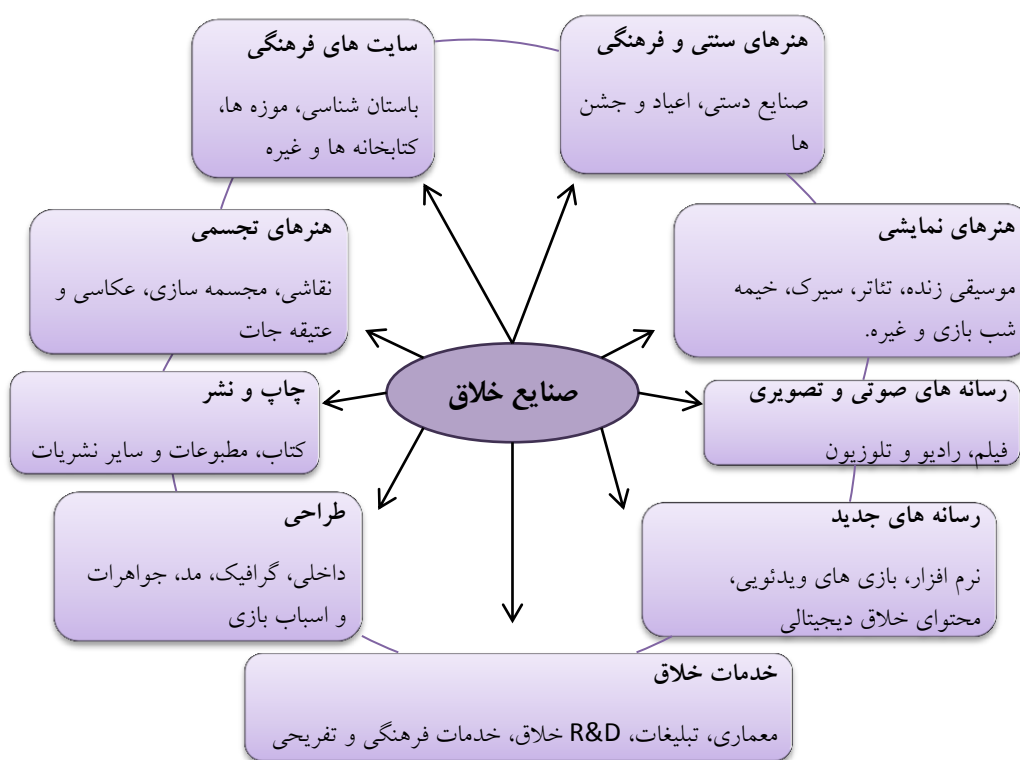 هنرهای سنتی و فرهنگی
صنایع دستی، اعیاد و جشن
ها
سایت های فرهنگی
باستان شناسی، موزه ها،
کتابخانه ها و غیره
هنرهای نمایشی
موسیقی زنده، تئاتر، سیرک، خیمه
شب بازی و غیره.
هنرهای تجسمی
نقاشی، مجسمه سازی، عکاسی و
عتیقه جات
صنایع خلاق
رسانه های صوتی و تصویری
فیلم، رادیو و تلوزیون
چاپ و نشر
کتاب، مطبوعات و سایر نشریات
رسانه های جدید
نرم افزار، بازی های ویدئویی،
محتوای خلاق دیجیتالی
طراحی
داخلی، گرافیک، مد، جواهرات
و اسباب بازی
خدمات خلاق
معماری، تبلیغات، R&D خلاق، خدمات فرهنگی و تفریحی